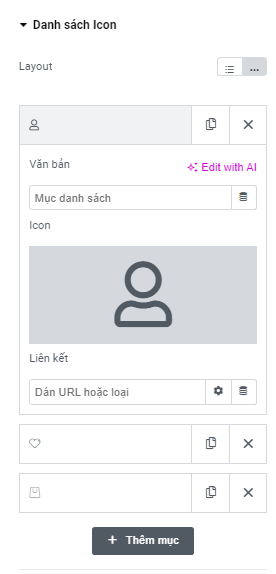 Danh sách Icon
Layout
Văn bản
Edit with AI
Mục danh sách
Icon
Liên kết
Dán URL hoặc loại
+ Thêm mục